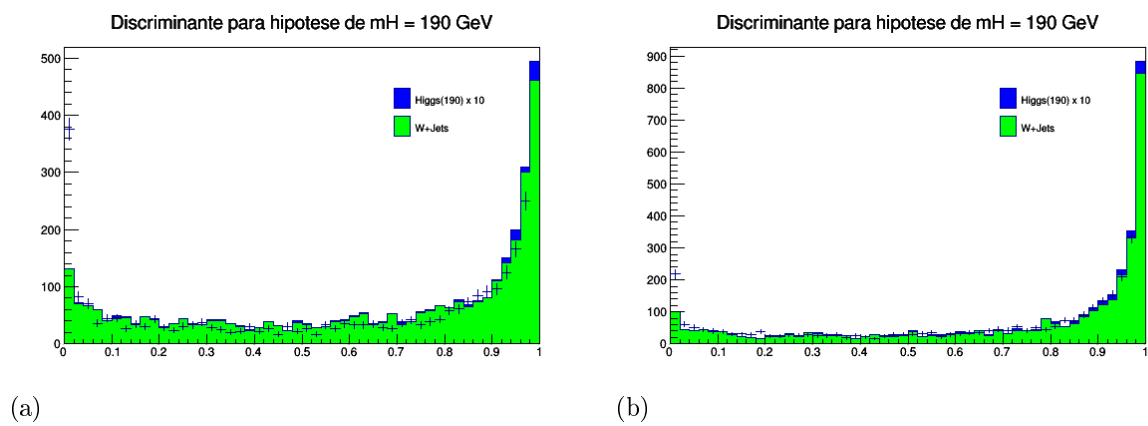 Discriminante para hipotese de mH = 190 GeV
500
400
300
200
100
0
Higgs(190) x 10
W+Jets
0 0.1 0.2 0.3 0.4 0.5 0.6 0.7 0.8 0.9 1
(a)
Discriminante para hipotese de mH = 190 GeV
900
800
700
600
500
400
300
200
100
0
Higgs(190) x 10
W+Jets
0 0.1 0.2 0.3 0.4 0.5 0.6 0.7 0.8 0.9 1
(b)